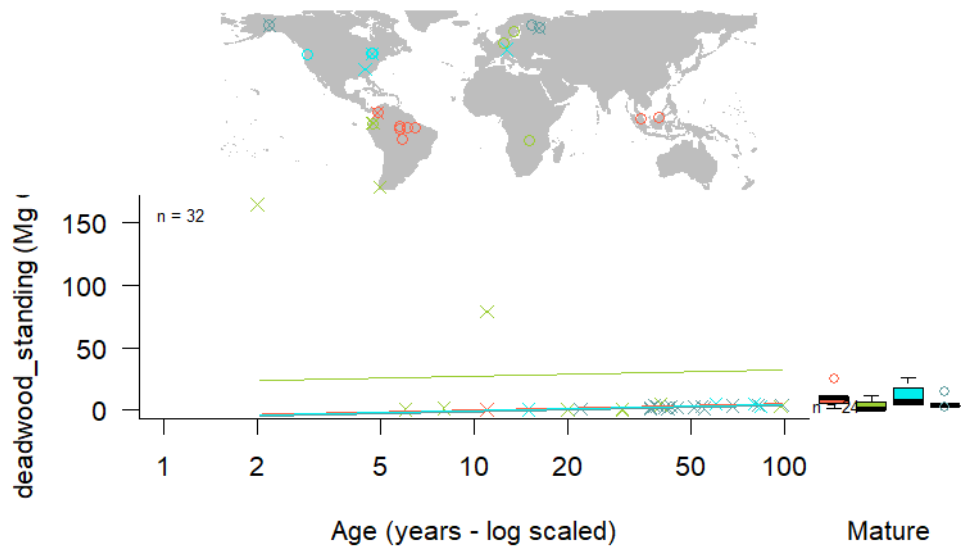 n = 32
deadwood_standing (Mg
150
100
50
0
n = 24
1 2 5 10 20 50 100
Age (years - log scaled)
Mature